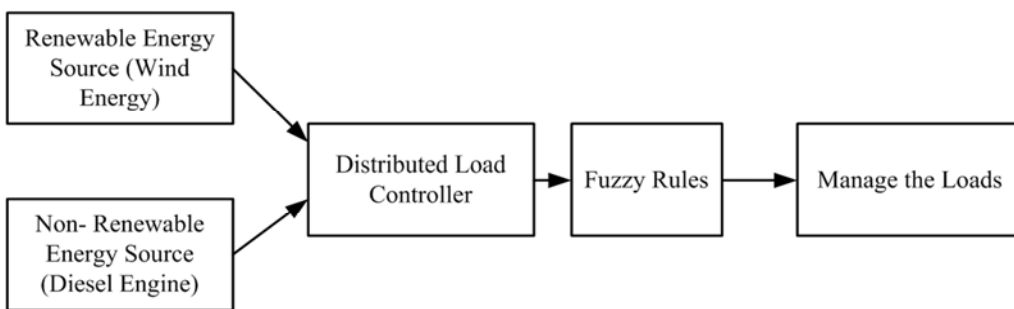 Renewable Energy
Source (Wind
Energy)
Non- Renewable
Energy Source
(Diesel Engine)
Distributed Load
Controller
Fuzzy Rules
Manage the Loads